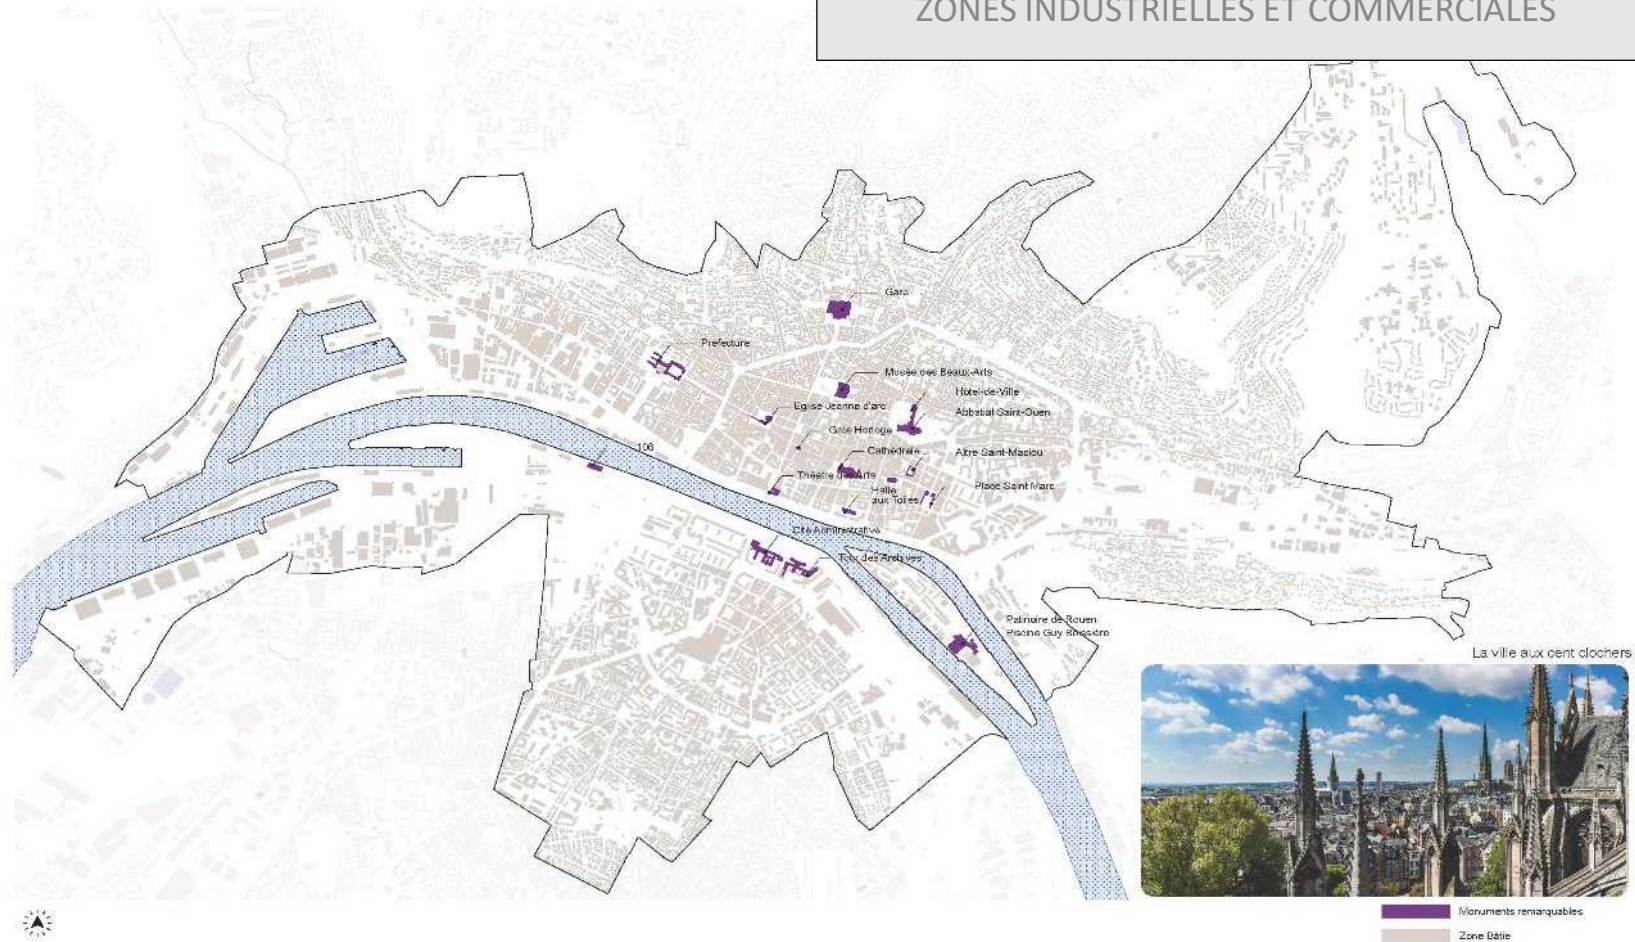 ZONES INDUSTRIELLES ET COMMERCIALES
Gare
Préfecture
Musée des Beaux-Arts
Hôtel-de-Ville
Eglise Jeanne d'arc
Abbatial Saint-Ouen
Gros Horloge
Cathédrale
Aître Saint-Maclou
106
Théâtre des Arts
Halle
aux Toiles
Place Saint Marc
Cité Administrative
Tour des Archives
Patinoire de Rouen
Piscine Guy Boissière
La ville aux cent clochers
Monuments remarquables
Zone Bâtie